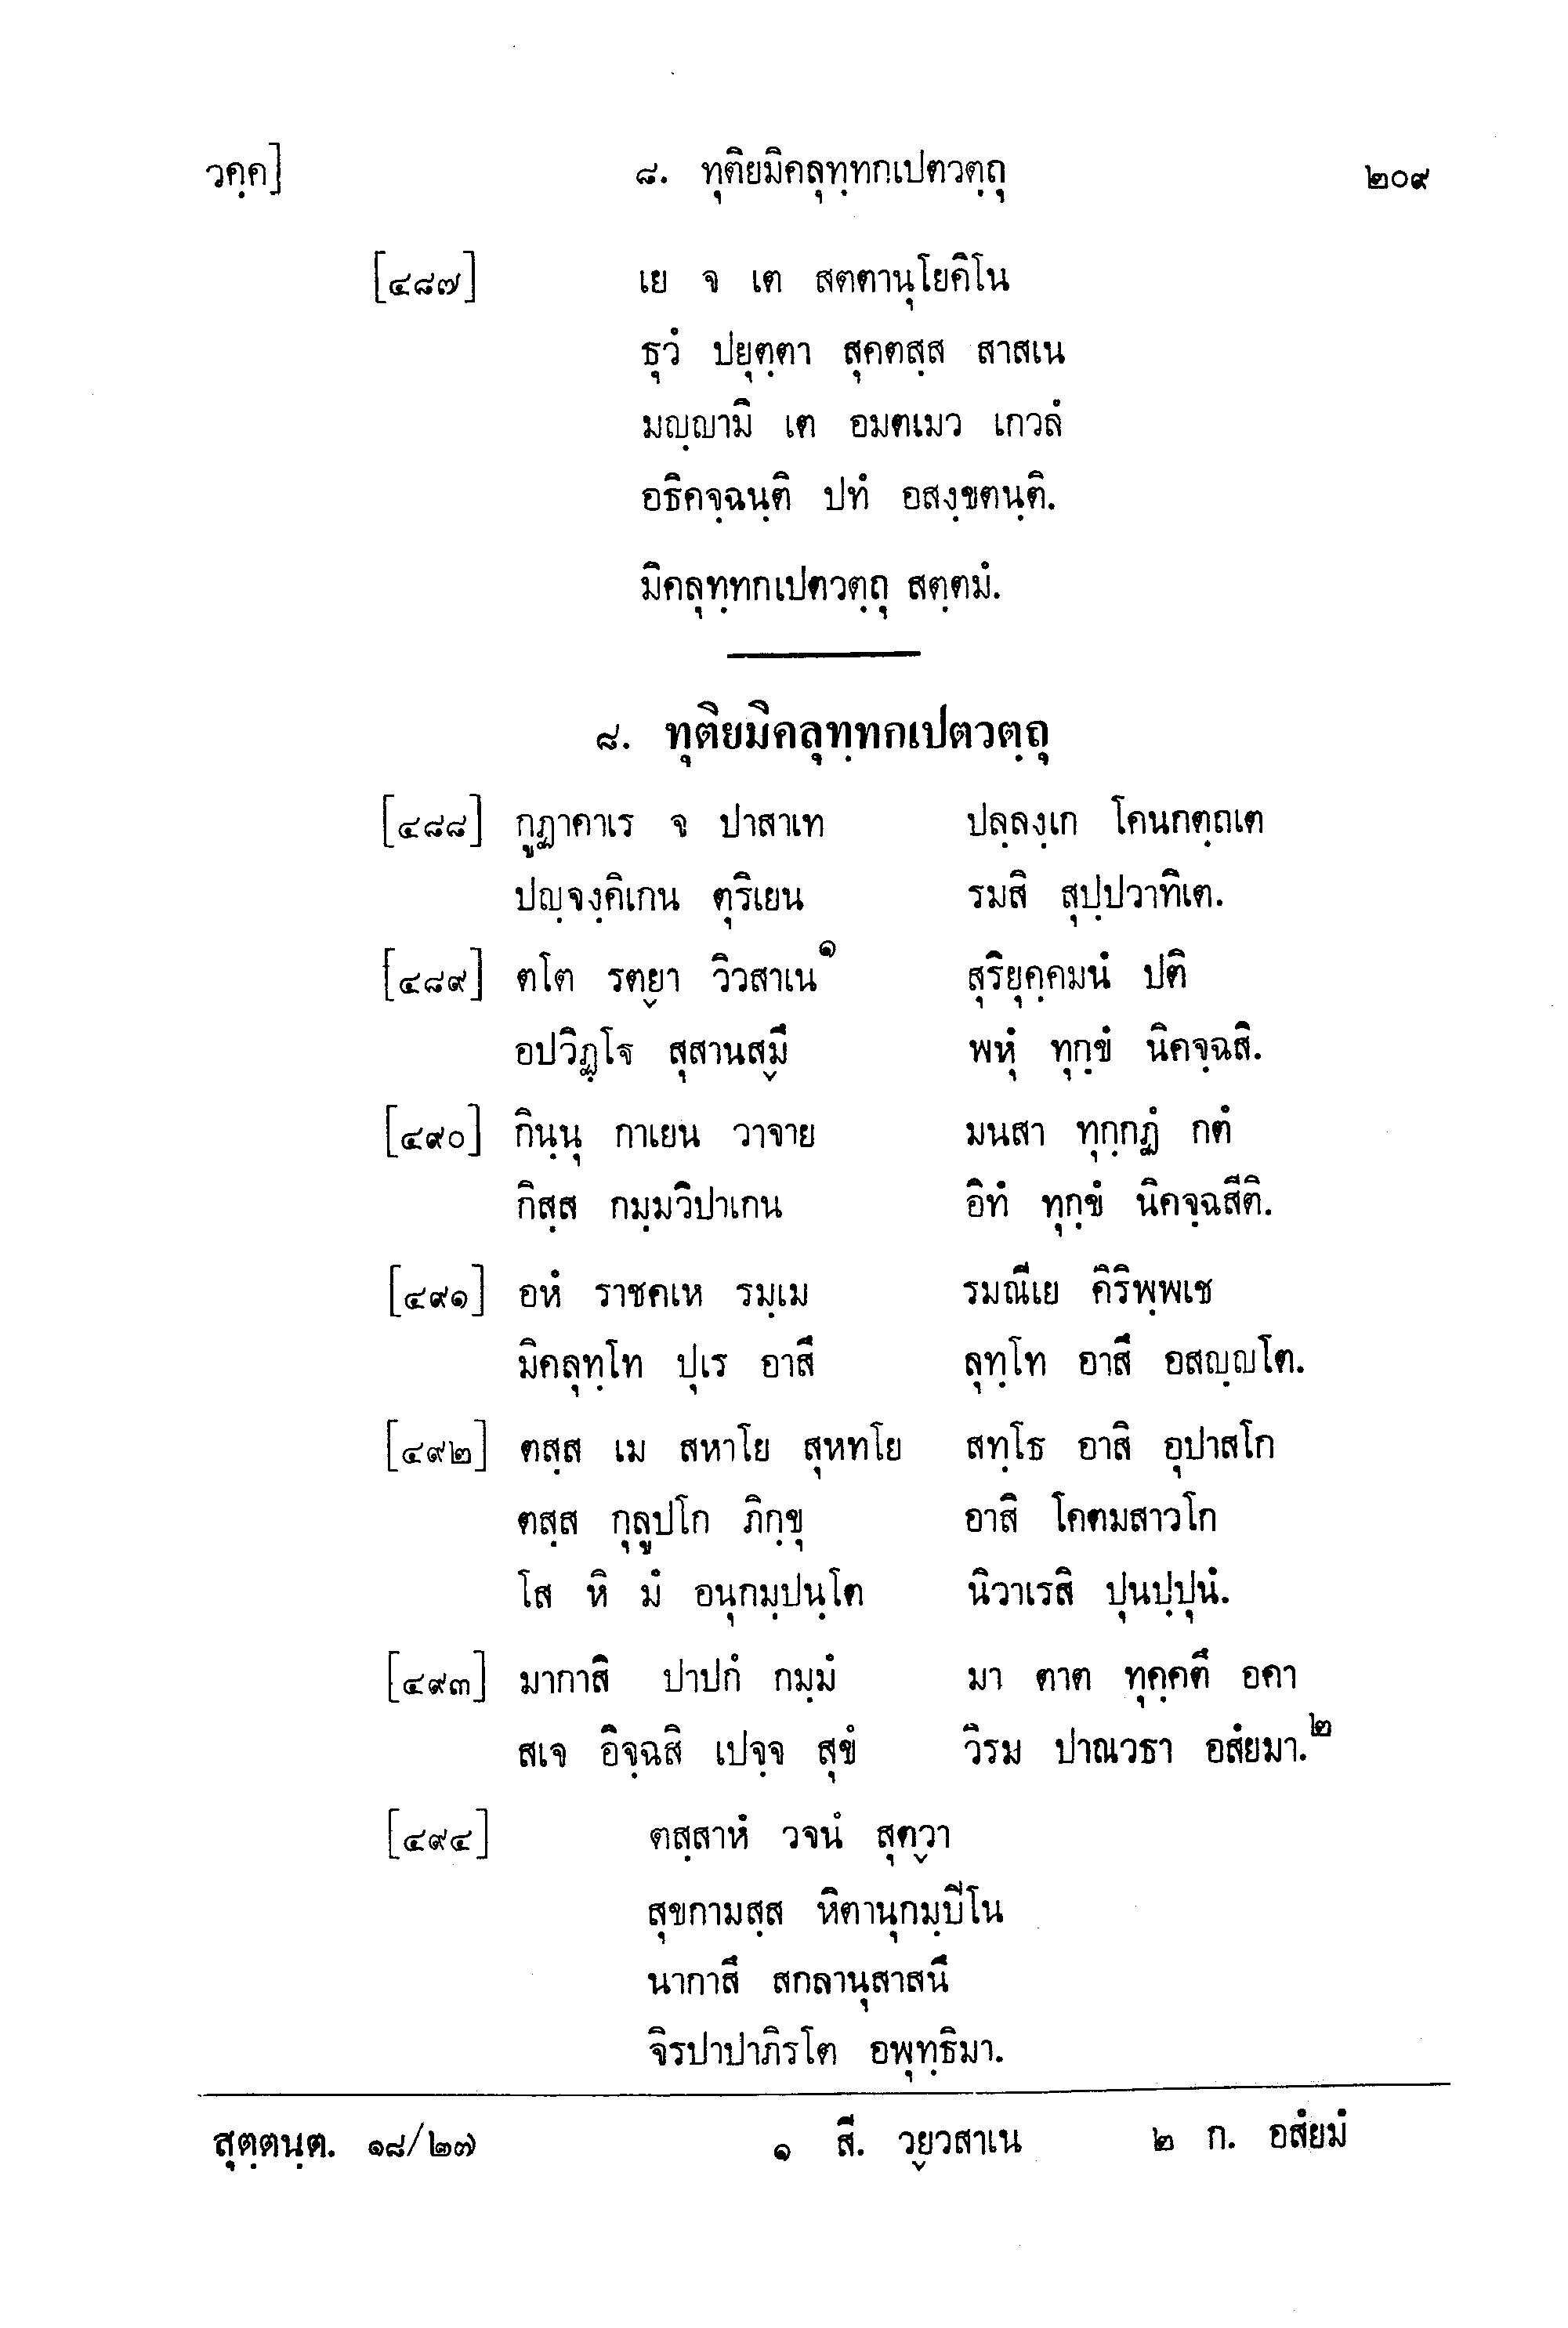 วคฺค] ๘. ทุติยมิคลุทฺทกเปตวตฺถุ ๒๐๙
[๔๘๗] เย จ เต สตตานุโยคิโน
ธุวํ ปยุตฺตา สุคตสฺส สาสเน
มญฺญามิ เต อมตเมว เกวลํ
อธิคจฺฉนฺติ ปทํ อสงฺขตนฺติ.
มิคลุทฺทกเปตวตฺถุ สตฺตมํ.
๘. ทุติยมิคลุทฺทกเปตวตฺถุ
[๔๘๘] กูฏาคาเร จ ปาสาเท ปลฺลงฺเก โคนกตฺถเต
ปญฺจงฺคิเกน ตุริเยน รมสิ สุปฺปวาทิเต.
[๔๘๙] ตโต รตฺยา วิวสาเน๑ สุริยุคฺคมนํ ปติ
อปวิฏฺโฐ สุสานสฺมึ พหุํ ทุกฺขํ นิคจฺฉสิ.
[๔๙๐] กินฺนุ กาเยน วาจาย มนสา ทุกฺกฏํ กตํ
กิสฺส กมฺมวิปาเกน อิทํ ทุกฺขํ นิคจฺฉสีติ.
[๔๙๑] อหํ ราชคเห รมฺเม รมณีเย คิริพฺพเช
มิคลุทฺโท ปุเร อาสึ ลุทฺโท อาสึ อสญฺญโต.
[๔๙๒] ตสฺส เม สหาโย สุหทโย สทฺโธ อาสิ อุปาสโก
ตสฺส กุลูปโก ภิกฺขุ อาสิ โคตมสาวโก
โส หิ มํ อนุกมฺปนฺโต นิวาเรสิ ปุนปฺปุนํ.
[๔๙๓] มากาสิ ปาปกํ กมฺมํ มา ตาต ทุคฺคตึ อคา
สเจ อิจฺฉสิ เปจฺจ สุขํ วิรม ปาณวธา อสํยมา.๒
[๔๙๔] ตสฺสาหํ วจนํ สุตฺวา
สุขกามสฺส หิตานุกมฺปิโน
นากาสึ สกลานุสาสนึ
จิรปาปาภิรโต อพุทฺธิมา.
สุตฺตนฺต. ๑๘/๒๗ ๑ สี. วฺยูวสาเน ๒ ก. อสํยมํ